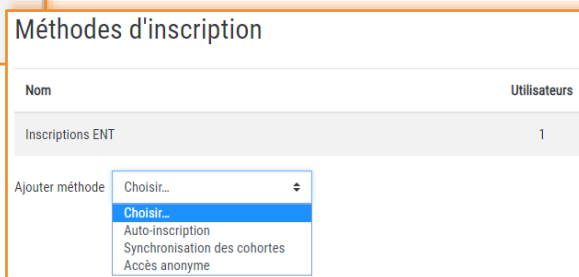 Méthodes d'inscription
Nom Utilisateurs
Inscriptions ENT 1
Ajouter méthode Choisir...
Choisir...
Auto-inscription
Synchronisation des cohortes
Accès anonyme